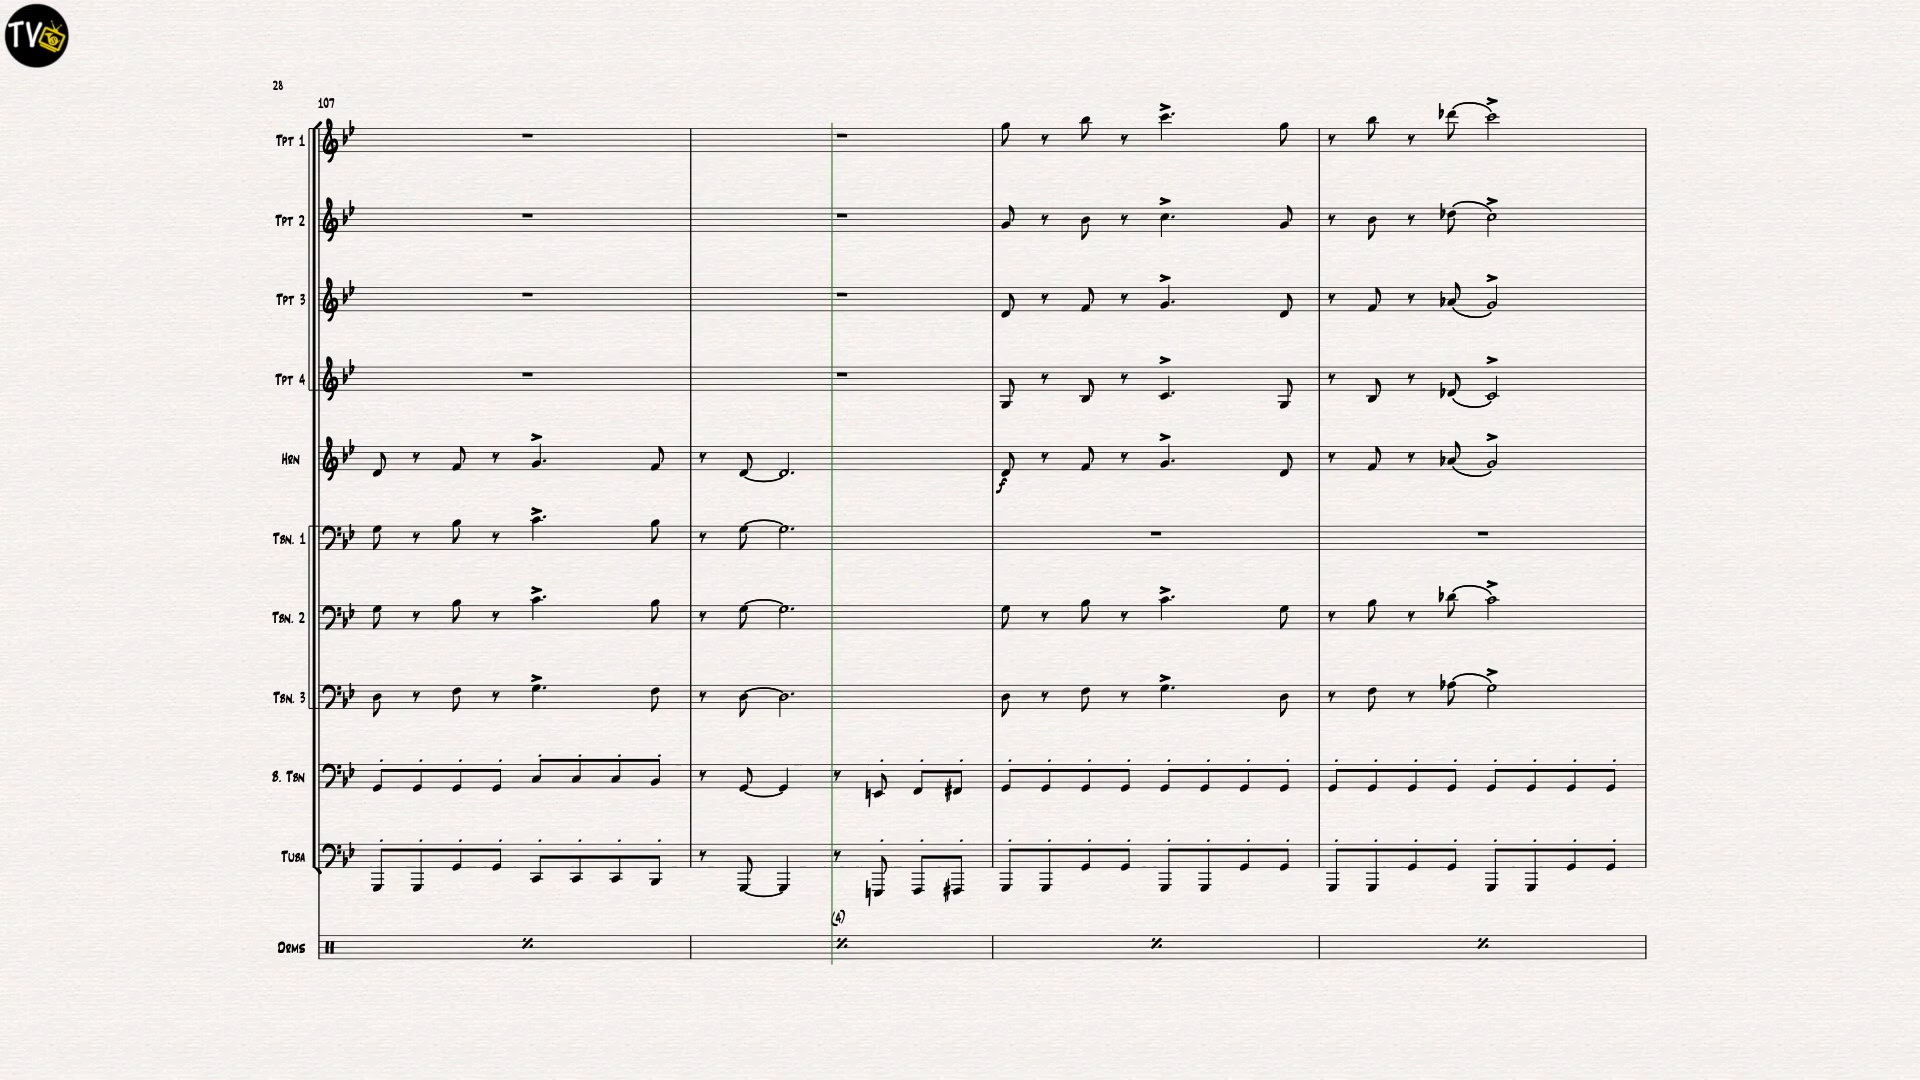 TV
28
107
TPT 1
TPT 2
TPT 3
TPT 4
HRN
f
TBN. 1
TBN. 2
TBN. 3
B. TBN
TUBA
(4)
DRMS